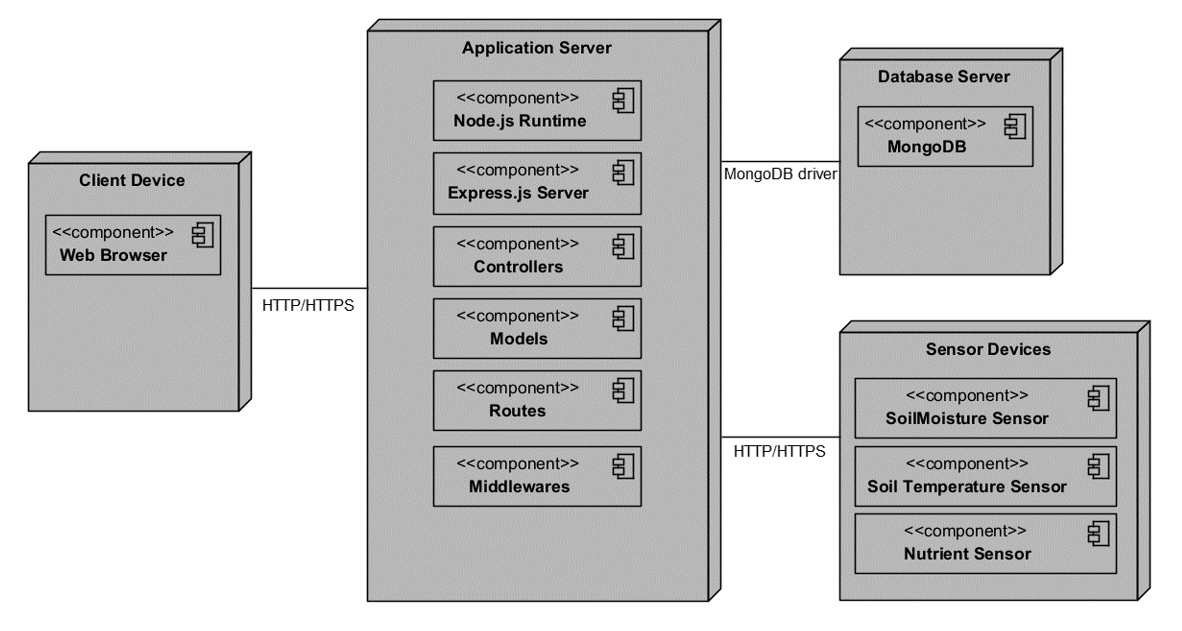 Client Device
<<component>>
Web Browser
HTTP/HTTPS
Application Server
<<component>>
Node.js Runtime
<<component>>
Express.js Server
<<component>>
Controllers
<<component>>
Models
<<component>>
Routes
<<component>>
Middlewares
MongoDB driver
Database Server
<<component>>
MongoDB
HTTP/HTTPS
Sensor Devices
<<component>>
SoilMoisture Sensor
<<component>>
Soil Temperature Sensor
<<component>>
Nutrient Sensor